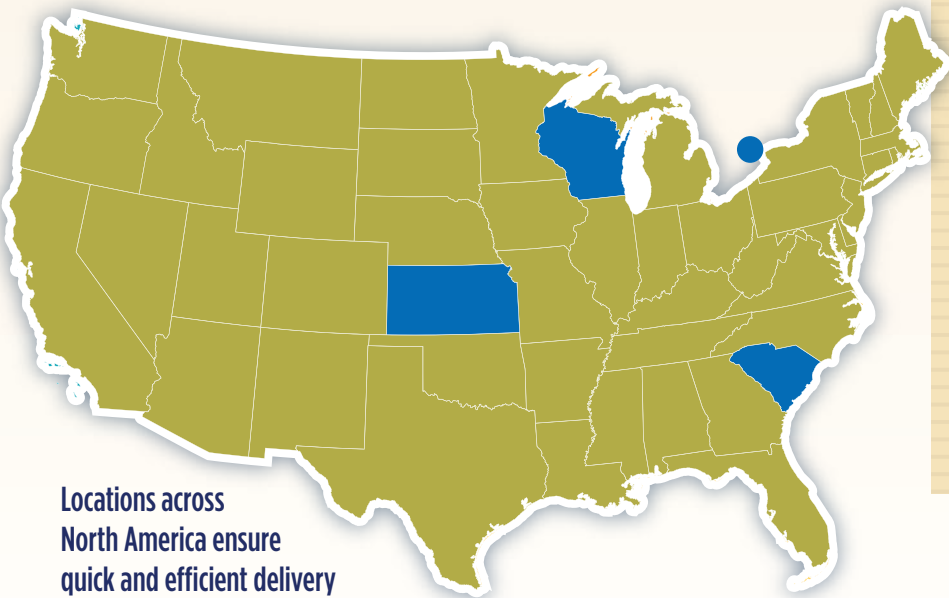 Locations across
North America ensure
quick and efficient delivery